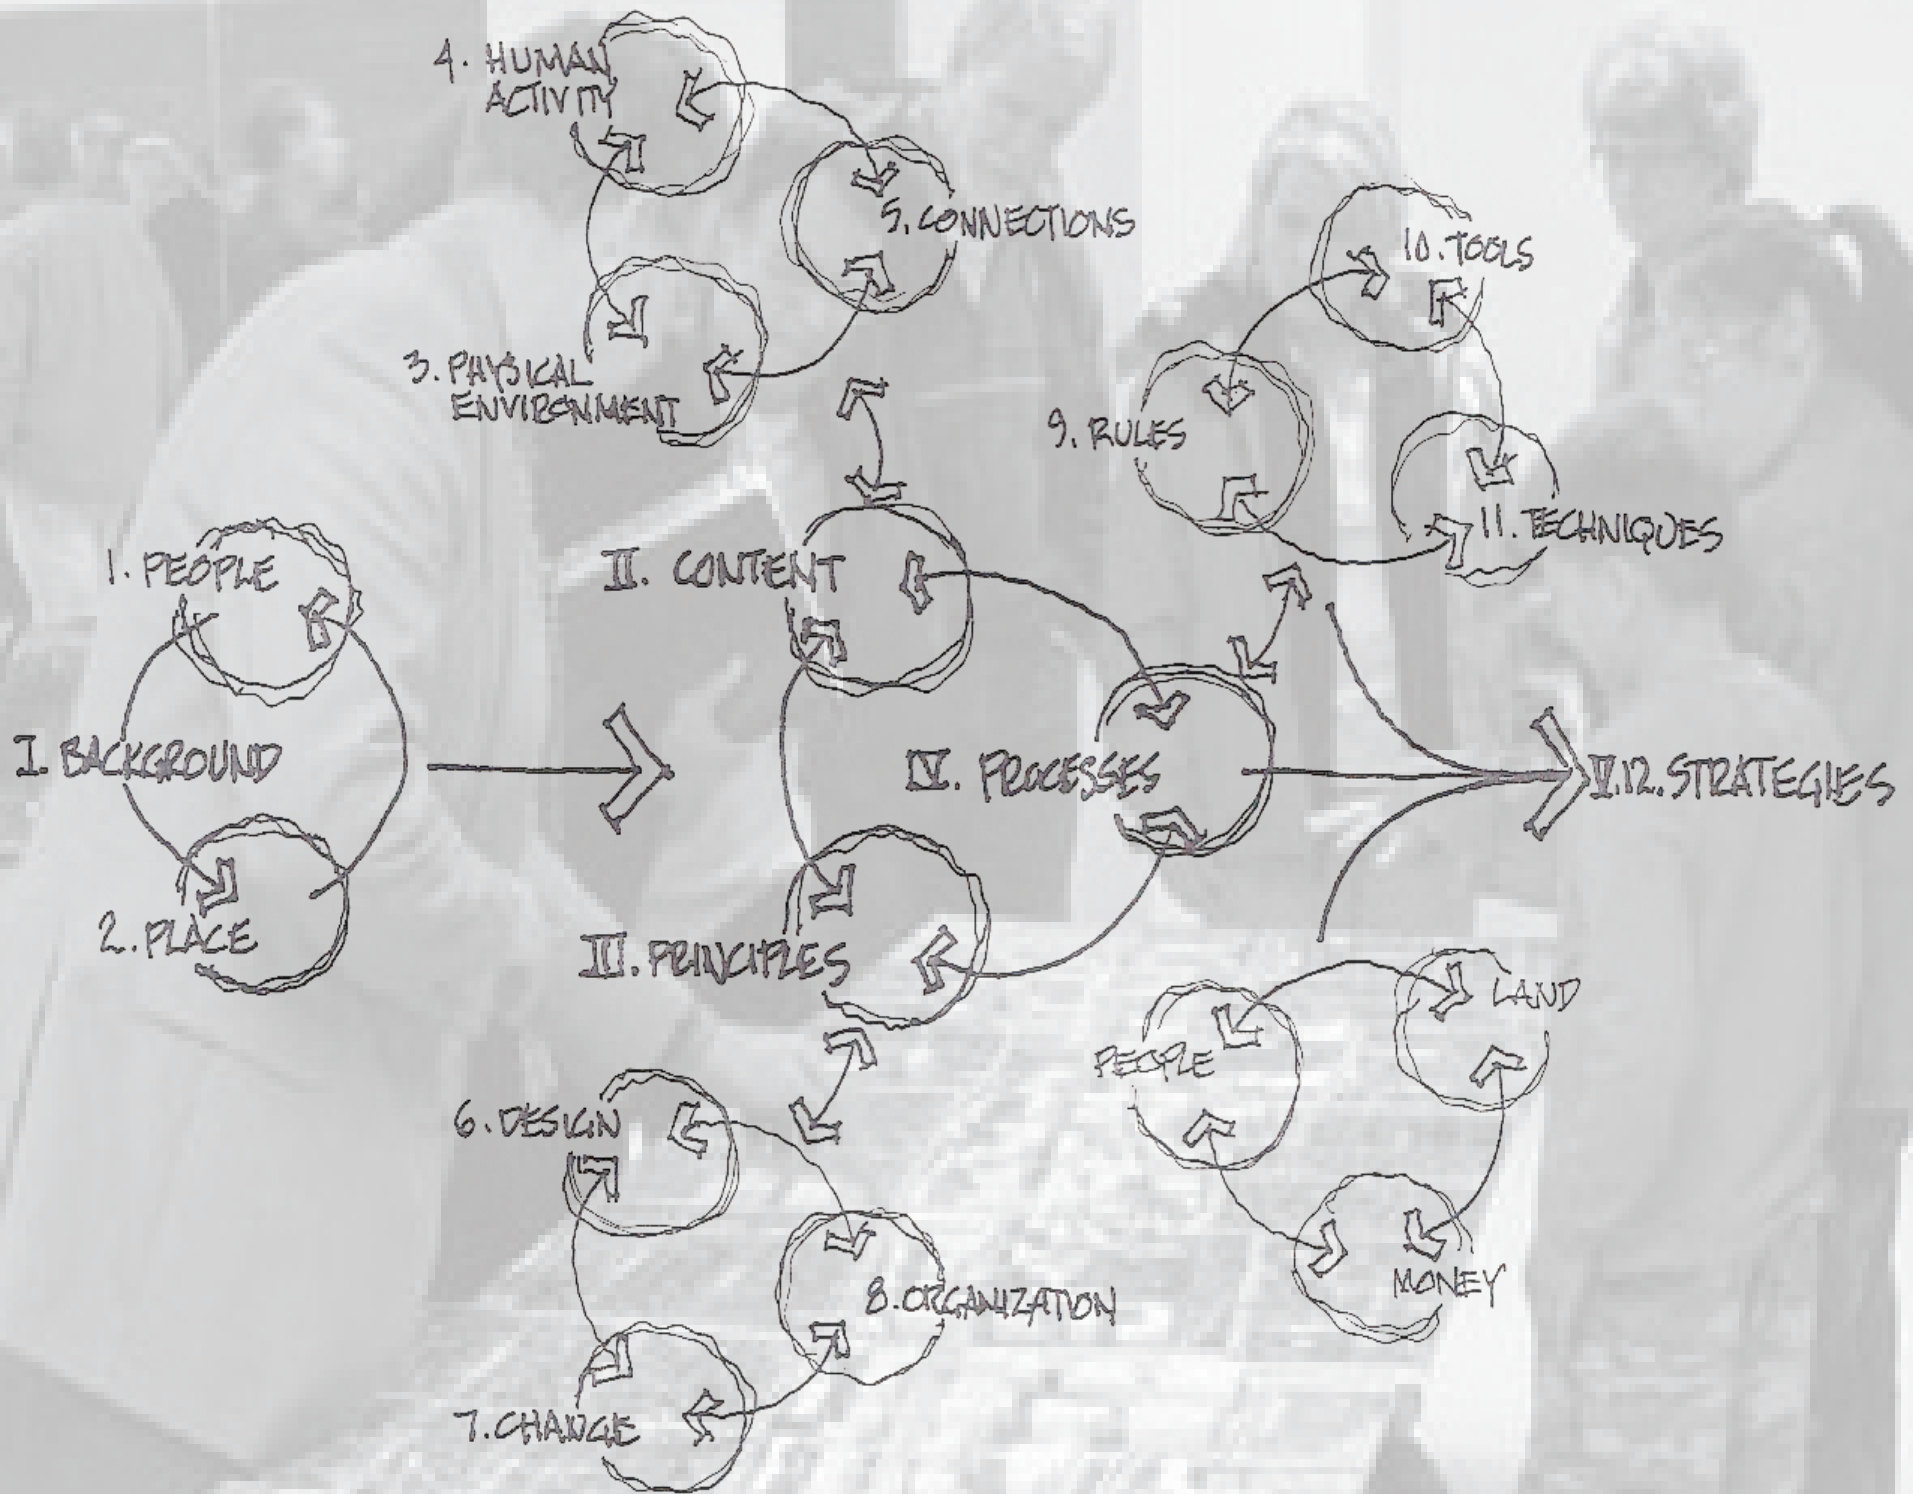 4. HUMAN
ACTIVITY
5. CONNECTIONS
3. PHYSICAL
ENVIRONMENT
10. TOOLS
9. RULES
11. TECHNIQUES
1. PEOPLE
I. BACKGROUND
2. PLACE
II. CONTENT
IV. PROCESSES
III. PRINCIPLES
V.12. STRATEGIES
6. DESIGN
8. ORGANIZATION
7. CHANGE
PEOPLE
LAND
MONEY